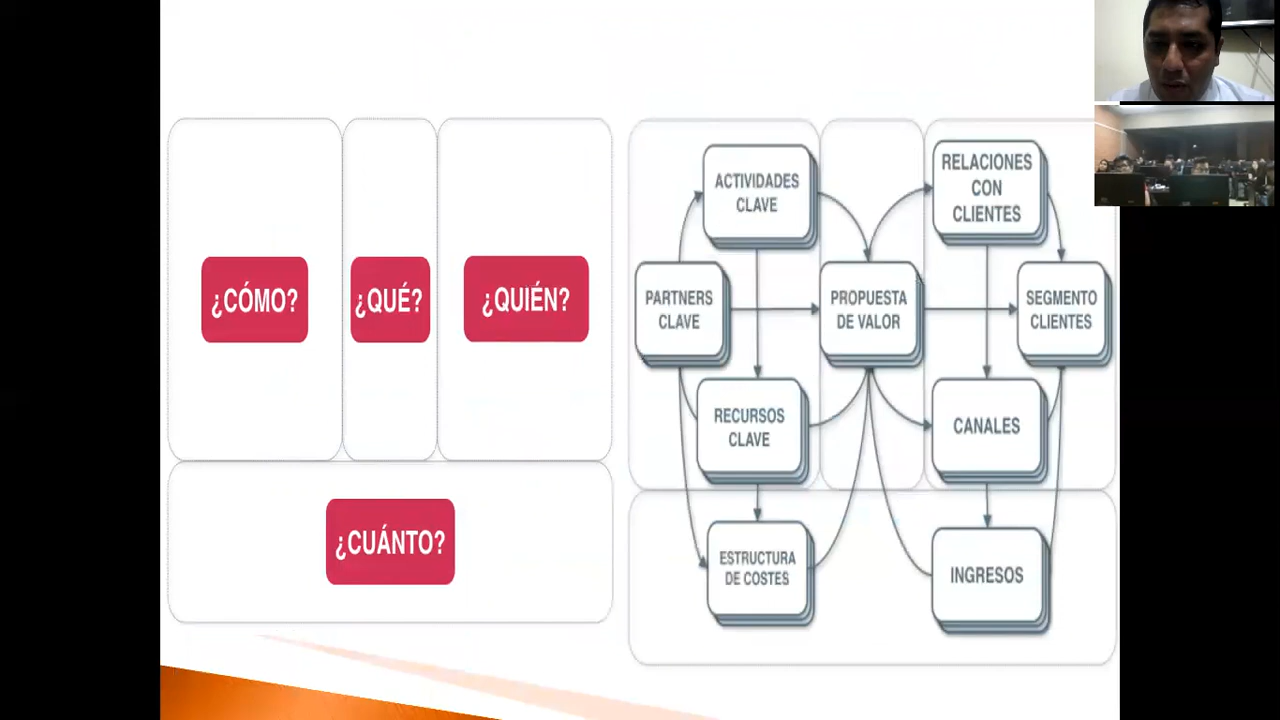 ¿CÓMO?
¿QUÉ?
¿QUIÉN?
¿CUÁNTO?
ACTIVIDADES
CLAVE
RELACIONES
CON
CLIENTES
PARTNERS
CLAVE
PROPUESTA
DE VALOR
SEGMENTO
CLIENTES
RECURSOS
CLAVE
CANALES
ESTRUCTURA
DE COSTES
INGRESOS